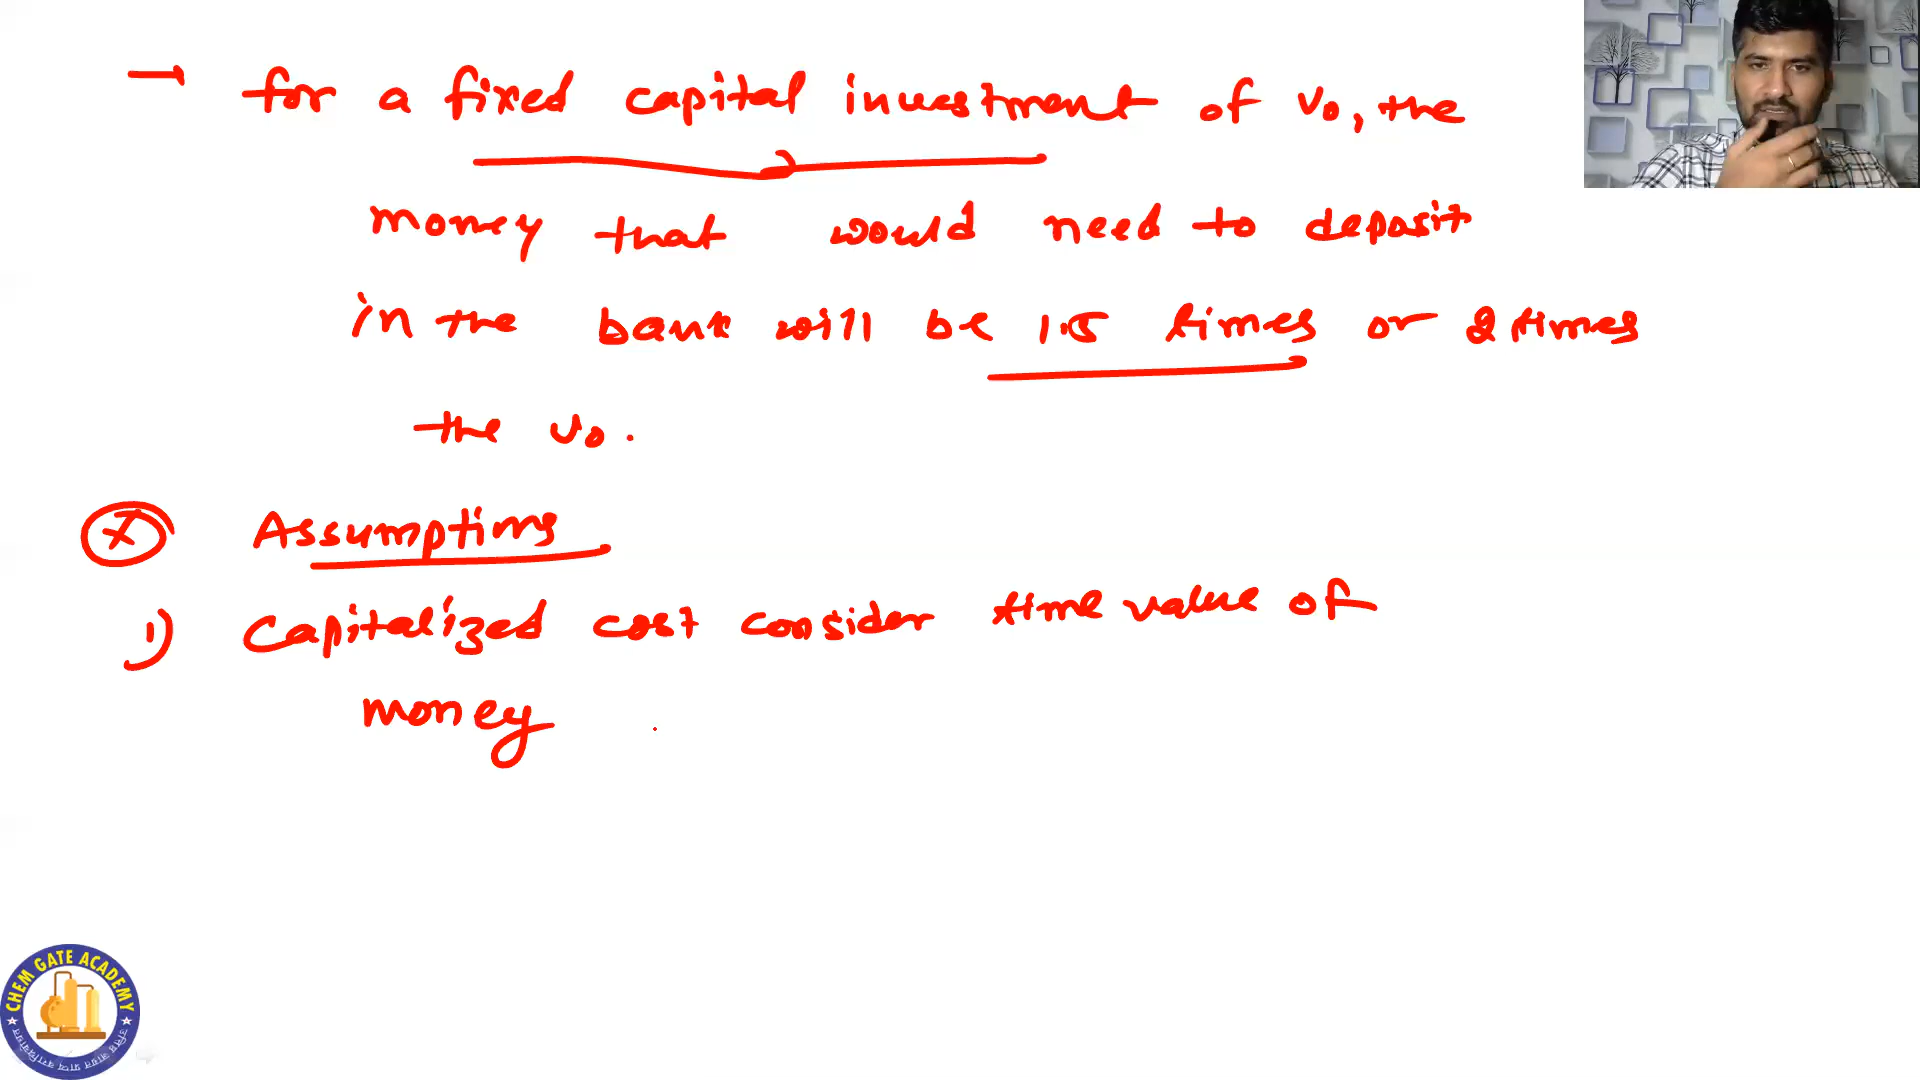 → for a fixed capital investment of V0, the
money that would need to deposit
in the bank will be 1.5 times or 2 times
the V0.
Assumptions
1) Capitalized cost consider time value of
money
CHEM GATE ACADEMY